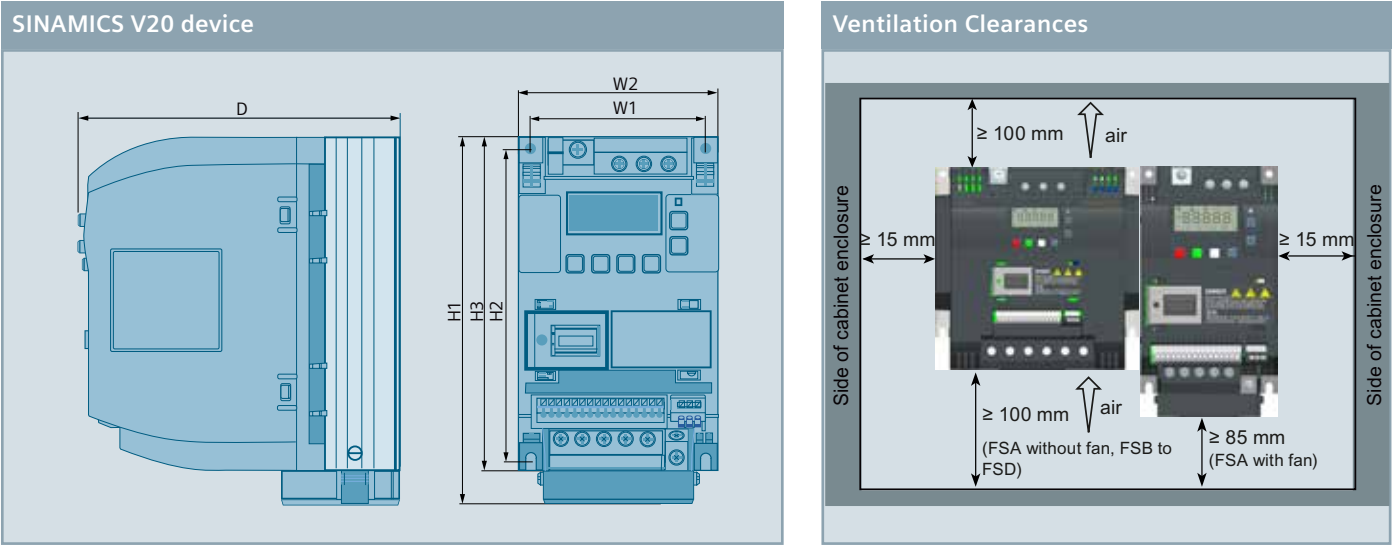 SINAMICS V20 device
D
W2
W1
H1
H3
H2
Ventilation Clearances
≥ 100 mm
air
Side of cabinet enclosure
≥ 15 mm
≥ 15 mm
Side of cabinet enclosure
≥ 100 mm
air
(FSA without fan, FSB to
FSD)
≥ 85 mm
(FSA with fan)